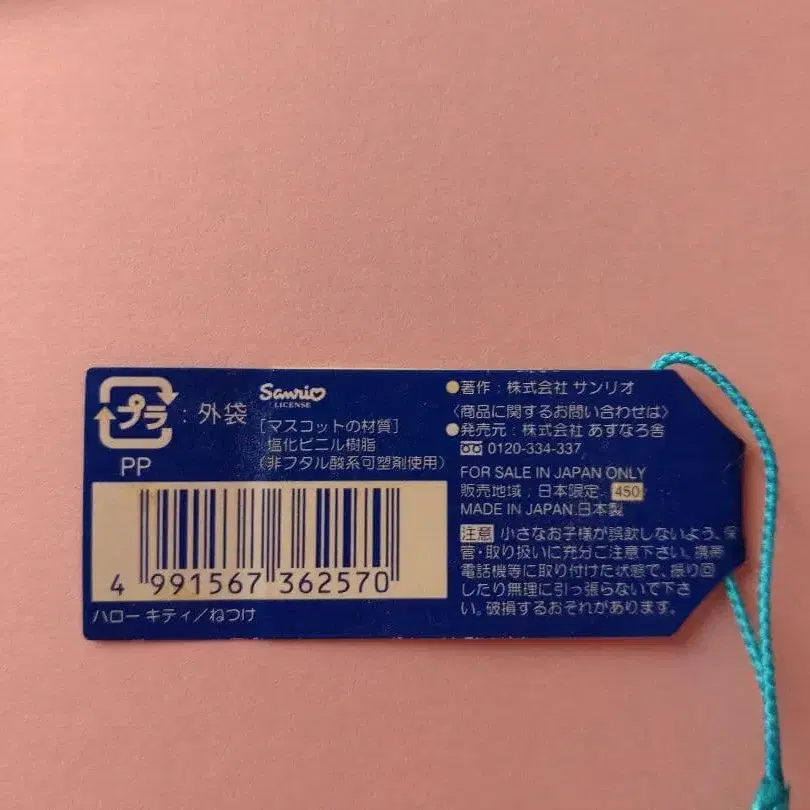 プラ : 外袋
PP
Sanrio
LICENSE
[マスコットの材質]
塩化ビニル樹脂
(非フタル酸系可塑剤使用)
4 991567 362570
ハロー キティ/ねつけ
●著作 : 株式会社 サンリオ
〈商品に関するお問い合わせは〉
●発売元 : 株式会社 あすなろ舎
0120-334-337
FOR SALE IN JAPAN ONLY
販売地域 : 日本限定 450
MADE IN JAPAN 日本製
注意 小さなお子様が誤飲しないよう、保
管・取り扱いに充分ご注意下さい。携帯
電話機等に取り付けた状態で、振り回
したり無理に引っ張らないで下さ
い。破損するおそれがあります。